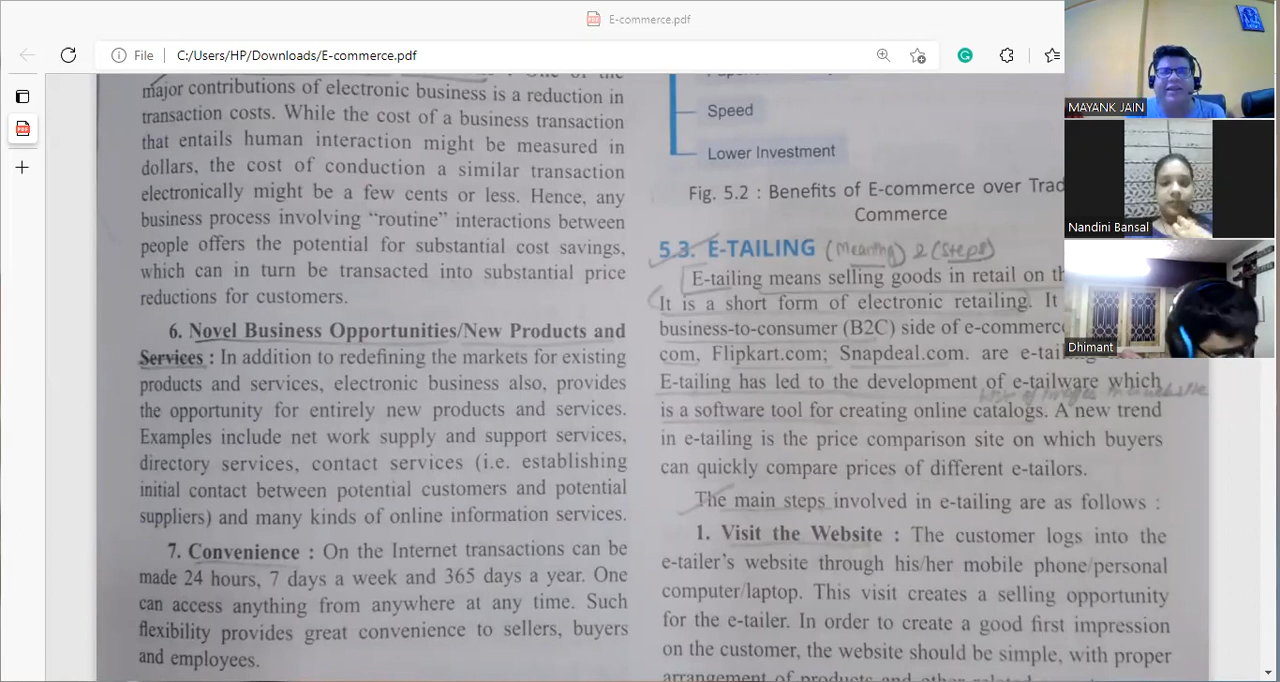 E-commerce.pdf
File
C:/Users/HP/Downloads/E-commerce.pdf
major contributions of electronic business is a reduction in
transaction costs. While the cost of a business transaction
that entails human interaction might be measured in
dollars, the cost of conduction a similar transaction
electronically might be a few cents or less. Hence, any
business process involving “routine” interactions between
people offers the potential for substantial cost savings,
which can in turn be transacted into substantial price
reductions for customers.
6. Novel Business Opportunities/New Products and
Services : In addition to redefining the markets for existing
products and services, electronic business also, provides
the opportunity for entirely new products and services.
Examples include net work supply and support services,
directory services, contact services (i.e. establishing
initial contact between potential customers and potential
suppliers) and many kinds of online information services.
7. Convenience : On the Internet transactions can be
made 24 hours, 7 days a week and 365 days a year. One
can access anything from anywhere at any time. Such
flexibility provides great convenience to sellers, buyers
and employees.
Speed
Lower Investment
Fig. 5.2 : Benefits of E-commerce over Trad
Commerce
5.3. E-TAILING (Meaning) & (Steps)
E-tailing means selling goods in retail on th
It is a short form of electronic retailing. It
business-to-consumer (B2C) side of e-commerce
com, Flipkart.com; Snapdeal.com. are e-tail
E-tailing has led to the development of e-tailware which
is a software tool for creating online catalogs. A new trend
in e-tailing is the price comparison site on which buyers
can quickly compare prices of different e-tailors.
The main steps involved in e-tailing are as follows :
1. Visit the Website : The customer logs into the
e-tailer’s website through his/her mobile phone/personal
computer/laptop. This visit creates a selling opportunity
for the e-tailer. In order to create a good first impression
on the customer, the website should be simple, with proper
arrangement of products and other related
MAYANK JAIN
Nandini Bansal
Dhimant